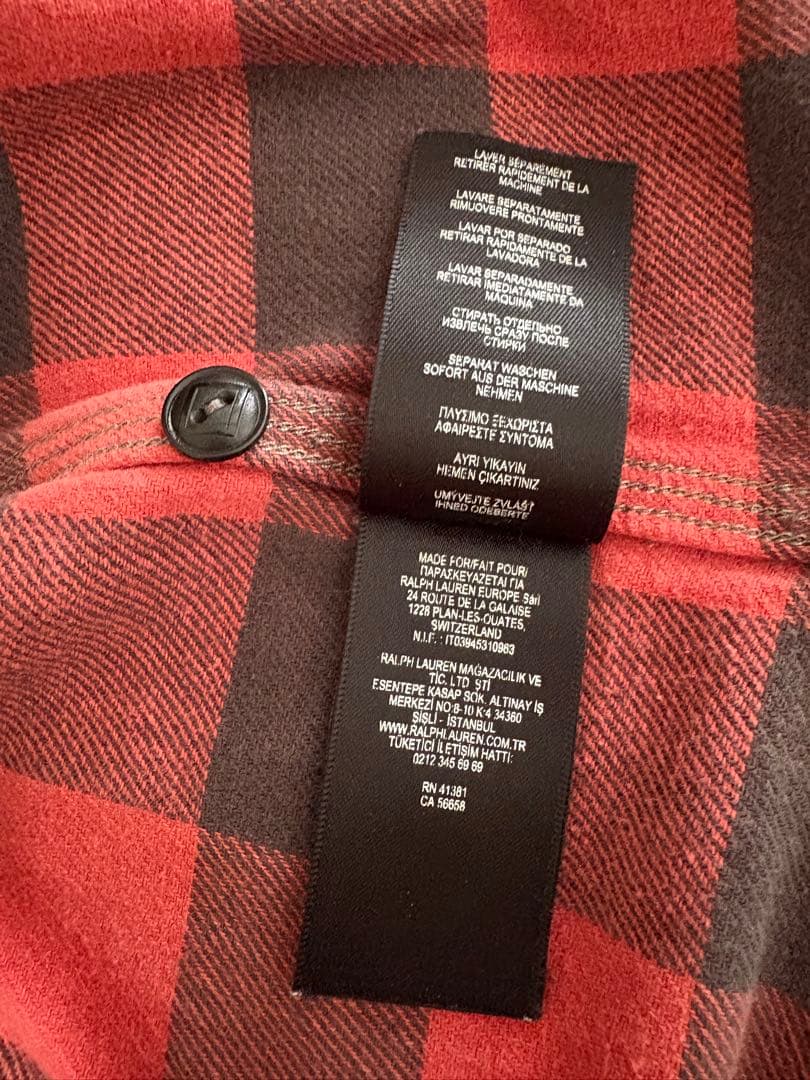 LAVER SÉPARÉMENT
RETIRER RAPIDEMENT DE LA
MACHINE
LAVARE SEPARATAMENTE
RIMUOVERE PRONTAMENTE
LAVAR POR SEPARADO
RETIRAR RÁPIDAMENTE DE LA
LAVADORA
LAVAR SEPARADAMENTE
RETIRAR IMEDIATAMENTE DA
MÁQUINA
СТИРАТЬ ОТДЕЛЬНО
ИЗВЛЕЧЬ СРАЗУ ПОСЛЕ
СТИРКИ
SEPARAT WASCHEN
SOFORT AUS DER MASCHINE
NEHMEN
ΠΛΥΣΙΜΟ ΞΕΧΩΡΙΣΤΑ
ΑΦΑΙΡΕΣΤΕ ΣΥΝΤΟΜΑ
AYRI YIKAYIN
HEMEN ÇIKARTINIZ
UMÝVEJTE ZVLÁŠŤ
IHNED ODEBERTE
MADE FOR/FAIT POUR/
ΠΑΡΑΣΚΕΥΑΖΕΤΑΙ ΓΙΑ
RALPH LAUREN EUROPE Sàrl
24 ROUTE DE LA GALAISE
1228 PLAN-LES-OUATES,
SWITZERLAND
N.I.F. : IT03945310963
RALPH LAUREN MAĞAZACILIK VE
TİC. LTD ŞTİ
ESENTEPE KASAP SOK. ALTINAY İŞ
MERKEZİ NO:8-10 K:4 34360
ŞİŞLİ - İSTANBUL
WWW.RALPHLAUREN.COM.TR
TÜKETİCİ İLETİŞİM HATTI:
0212 345 69 69
RN 41381
CA 56658